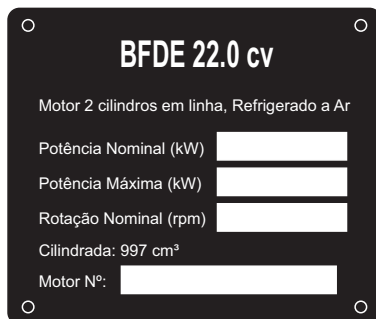 BFDE 22.0 cv
Motor 2 cilindros em linha, Refrigerado a Ar
Potência Nominal (kW)
Potência Máxima (kW)
Rotação Nominal (rpm)
Cilindrada: 997 cm³
Motor Nº: